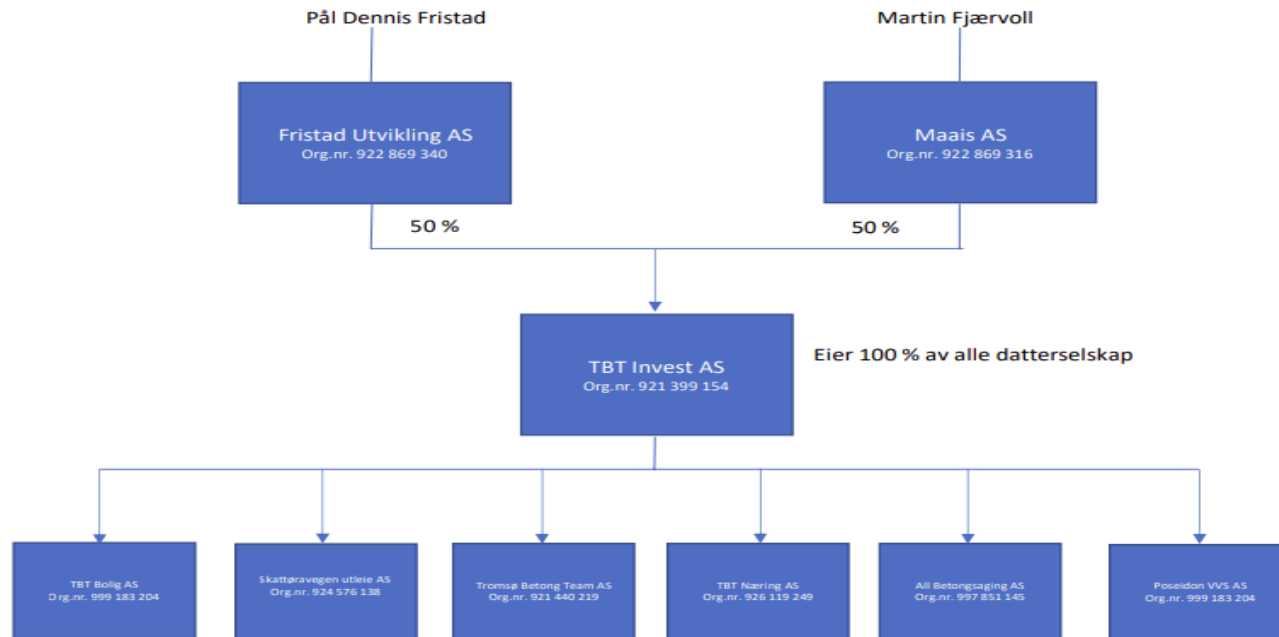 Pål Dennis Fristad
Martin Fjærvoll
Fristad Utvikling AS
Org.nr. 922 869 340
Maais AS
Org.nr. 922 869 316
50 %
50 %
TBT Invest AS
Org.nr. 921 399 154
Eier 100 % av alle datterselskap
TBT Bolig AS
Org.nr. 999 183 204
Skattøravegen utleie AS
Org.nr. 924 576 138
Tromsø Betong Team AS
Org.nr. 921 440 219
TBT Næring AS
Org.nr. 926 119 249
All Betongsaging AS
Org.nr. 997 851 145
Poseidon VVS AS
Org.nr. 999 183 204